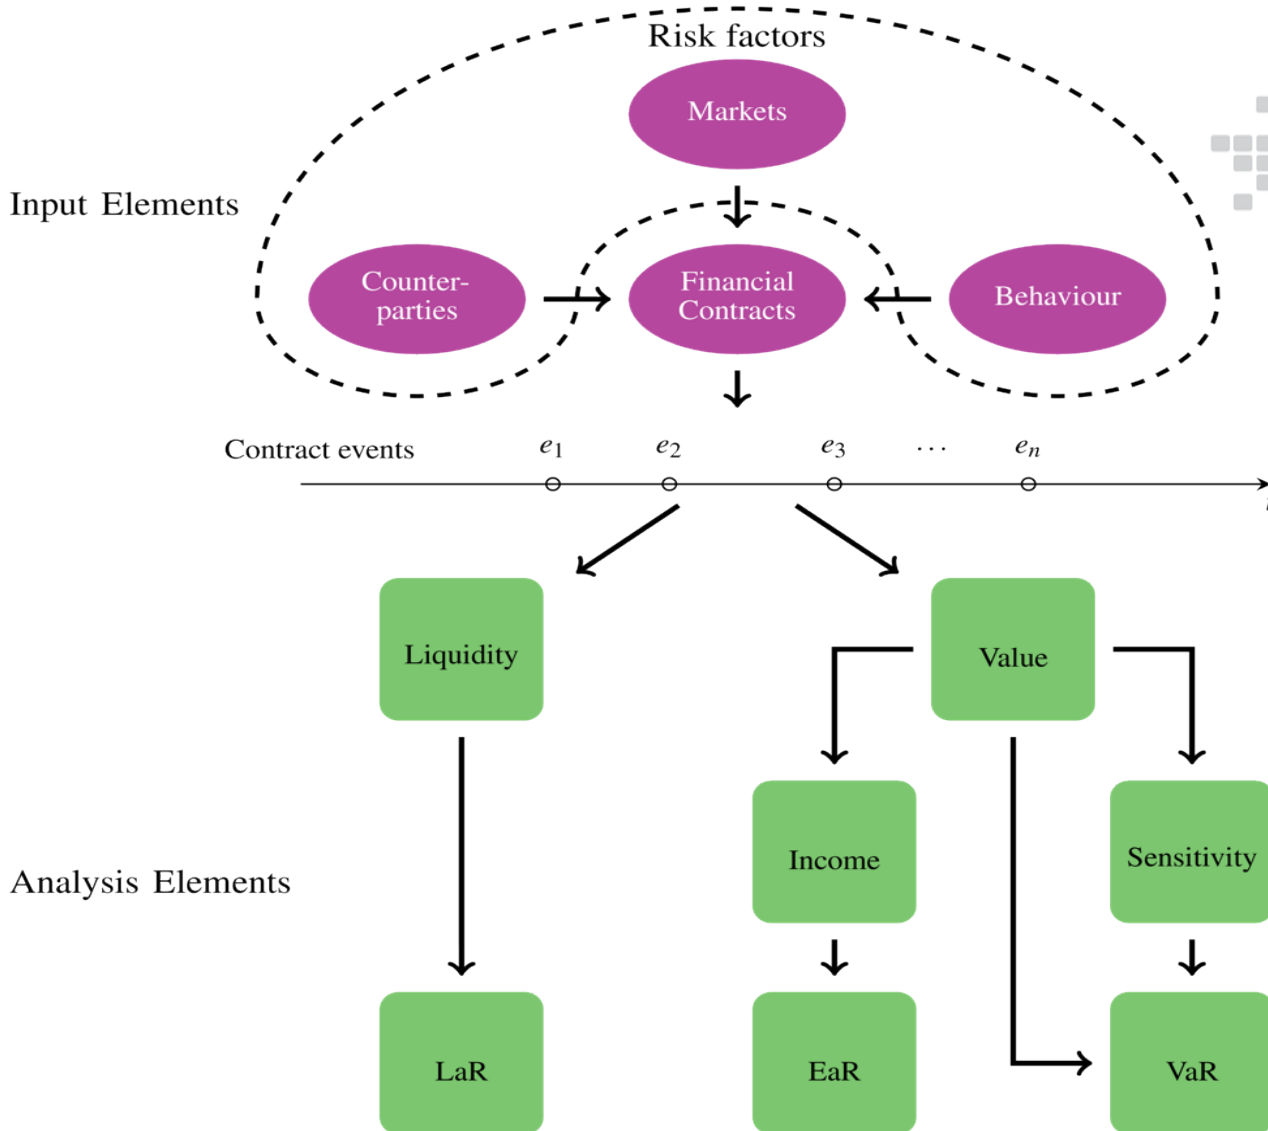 Risk factors
Markets
Input Elements
Counter-
parties
Financial
Contracts
Behaviour
Contract events
e₁
e₂
e₃
...
eₙ
Liquidity
Value
Income
Sensitivity
Analysis Elements
LaR
EaR
VaR